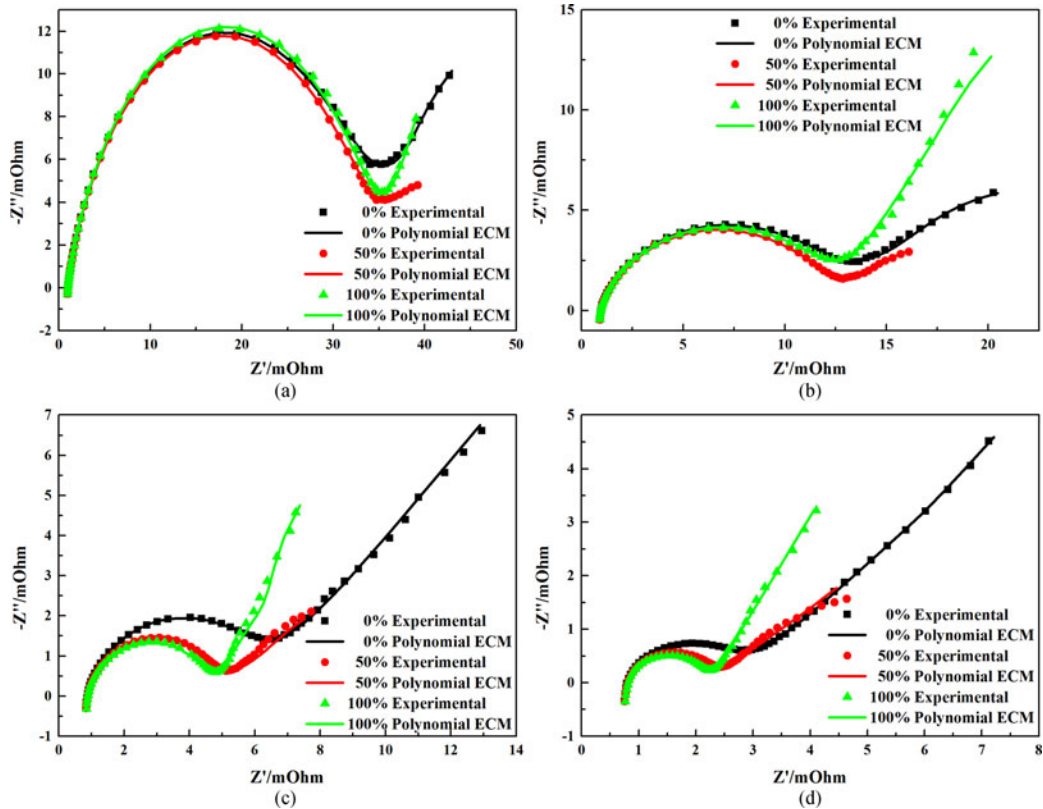 12
10
8
6
4
2
0
-2
-Z''/mOhm
0 10 20 30 40 50
Z'/mOhm
0% Experimental
0% Polynomial ECM
50% Experimental
50% Polynomial ECM
100% Experimental
100% Polynomial ECM
(a)
15
10
5
0
-Z''/mOhm
0 5 10 15 20
Z'/mOhm
0% Experimental
0% Polynomial ECM
50% Experimental
50% Polynomial ECM
100% Experimental
100% Polynomial ECM
(b)
7
6
5
4
3
2
1
0
-1
-Z''/mOhm
0 2 4 6 8 10 12 14
Z'/mOhm
0% Experimental
0% Polynomial ECM
50% Experimental
50% Polynomial ECM
100% Experimental
100% Polynomial ECM
(c)
5
4
3
2
1
0
-1
-Z''/mOhm
0 1 2 3 4 5 6 7 8
Z'/mOhm
0% Experimental
0% Polynomial ECM
50% Experimental
50% Polynomial ECM
100% Experimental
100% Polynomial ECM
(d)